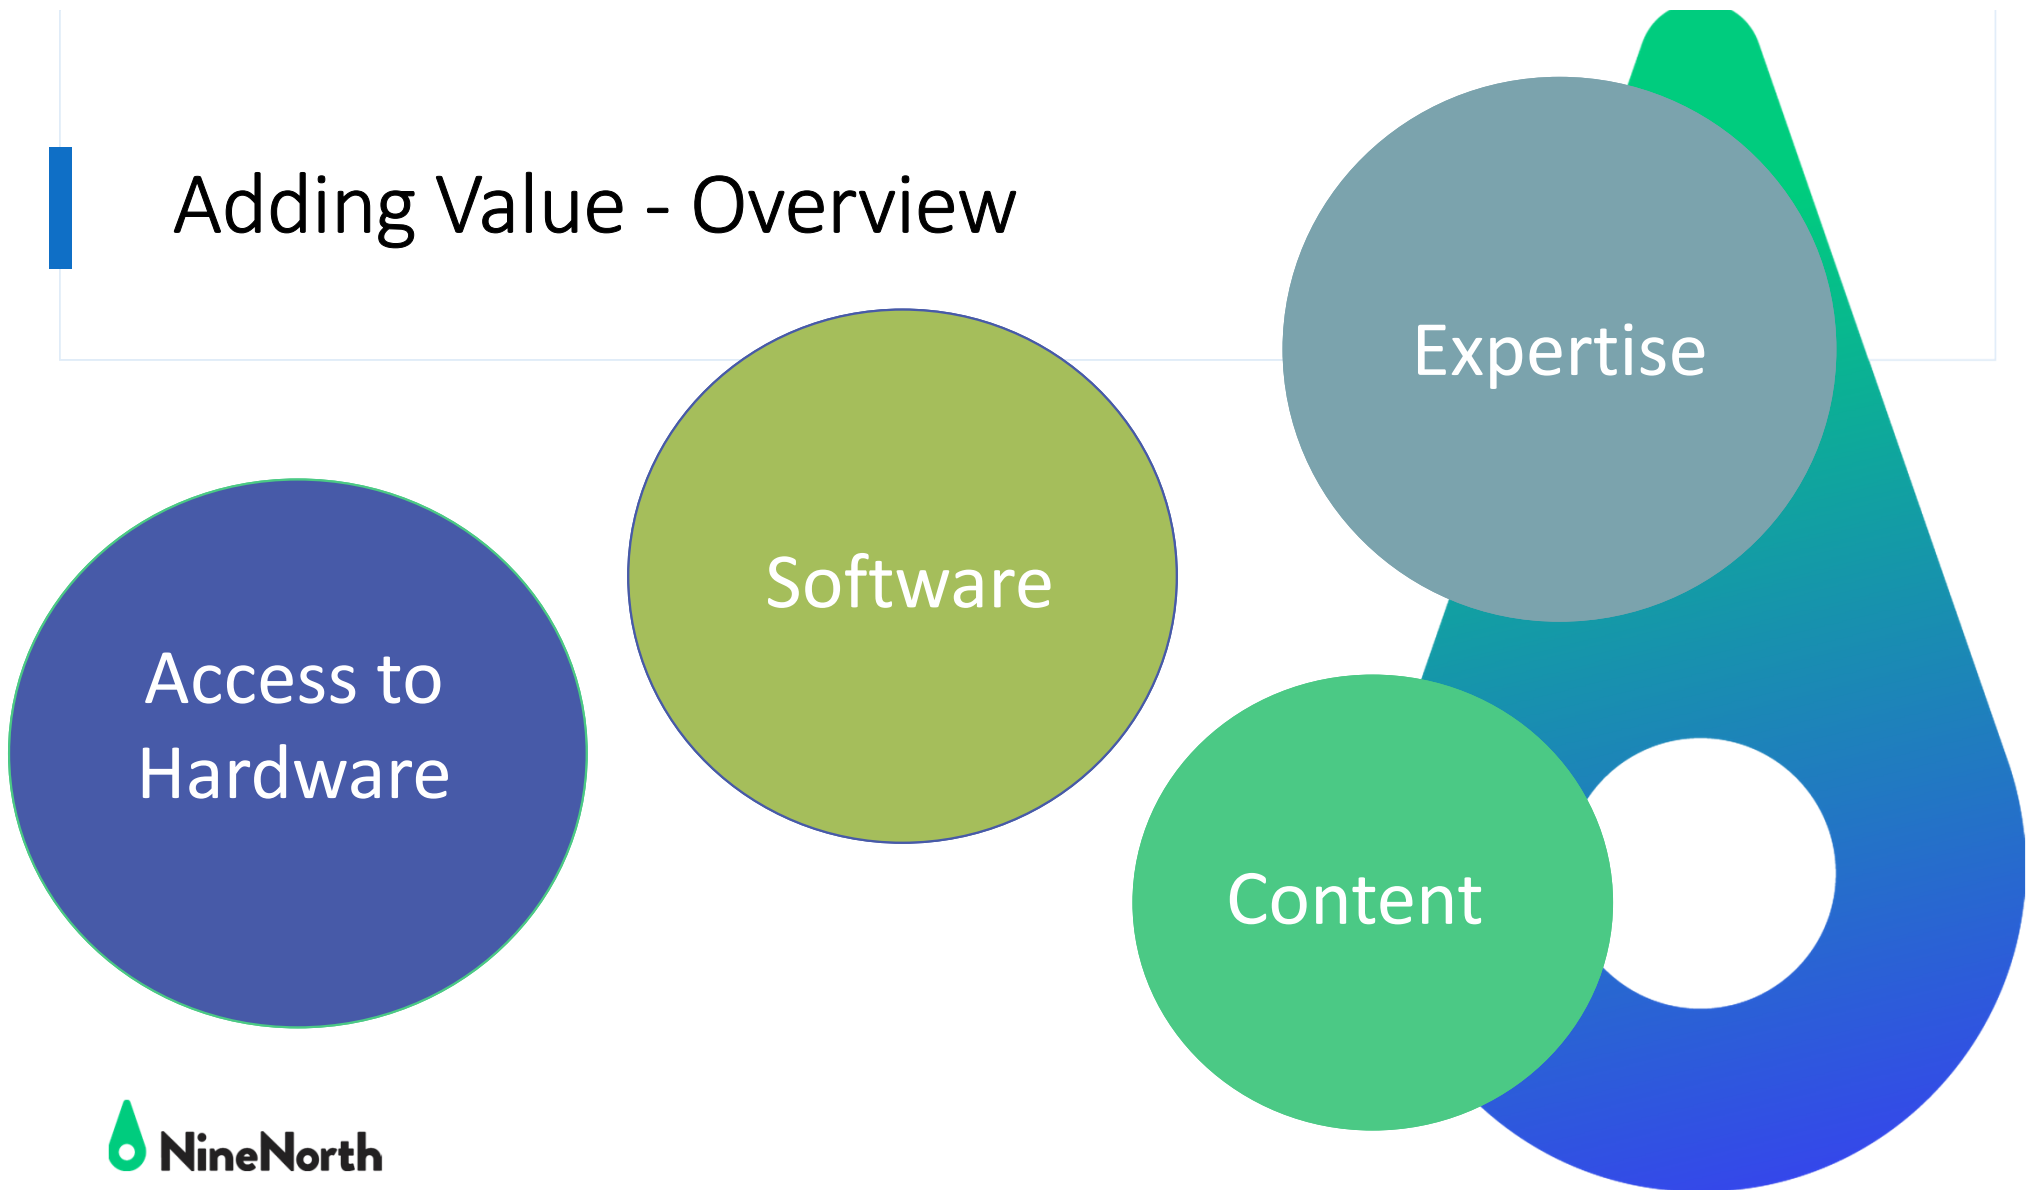 Adding Value - Overview
Expertise
Software
Access to
Hardware
Content
NineNorth